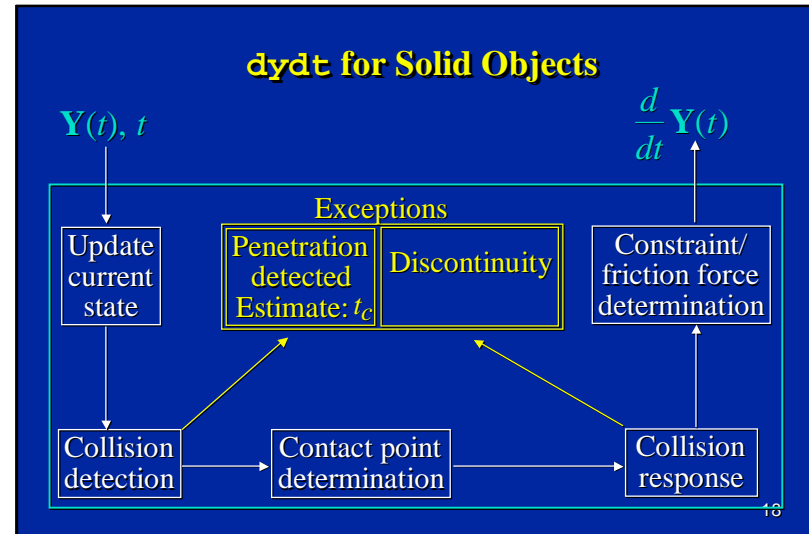 dydt for Solid Objects
Y(t), t
d
dt
Y(t)
Exceptions
Update
current
state
Penetration
detected
Estimate: t_c
Discontinuity
Constraint/
friction force
determination
Collision
detection
Contact point
determination
Collision
response
18